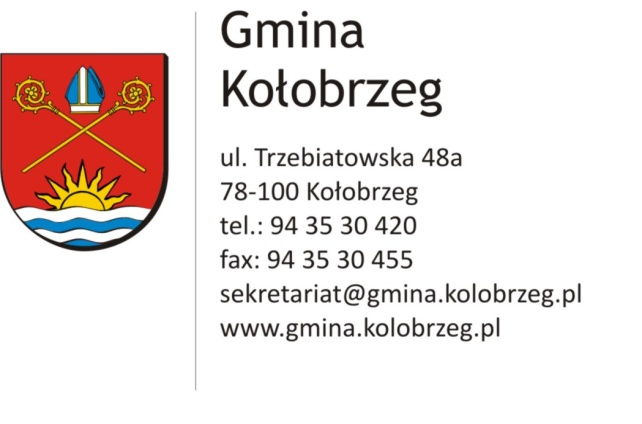 Gmina
Kołobrzeg
ul. Trzebiatowska 48a
78-100 Kołobrzeg
tel.: 94 35 30 420
fax: 94 35 30 455
sekretariat@gmina.kolobrzeg.pl
www.gmina.kolobrzeg.pl